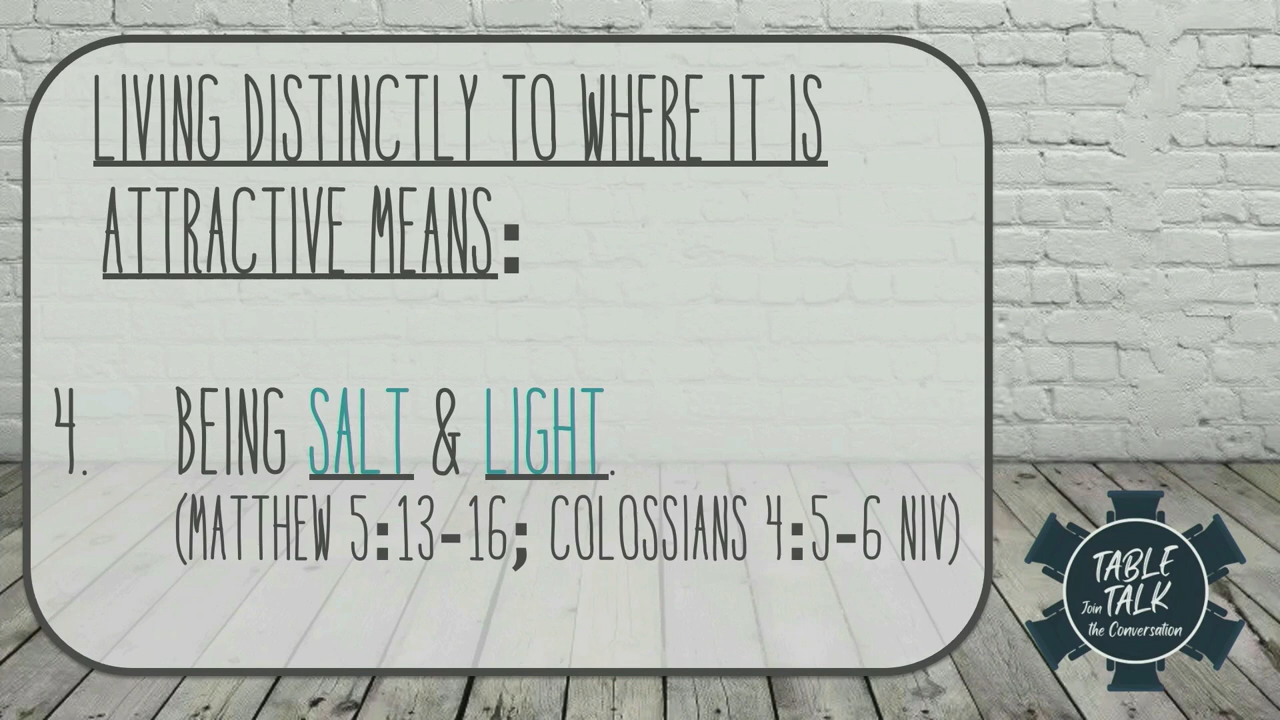 LIVING DISTINCTLY TO WHERE IT IS
ATTRACTIVE MEANS:
4. BEING SALT & LIGHT.
(MATTHEW 5:13-16; COLOSSIANS 4:5-6 NIV)
TABLE
Join TALK
the Conversation